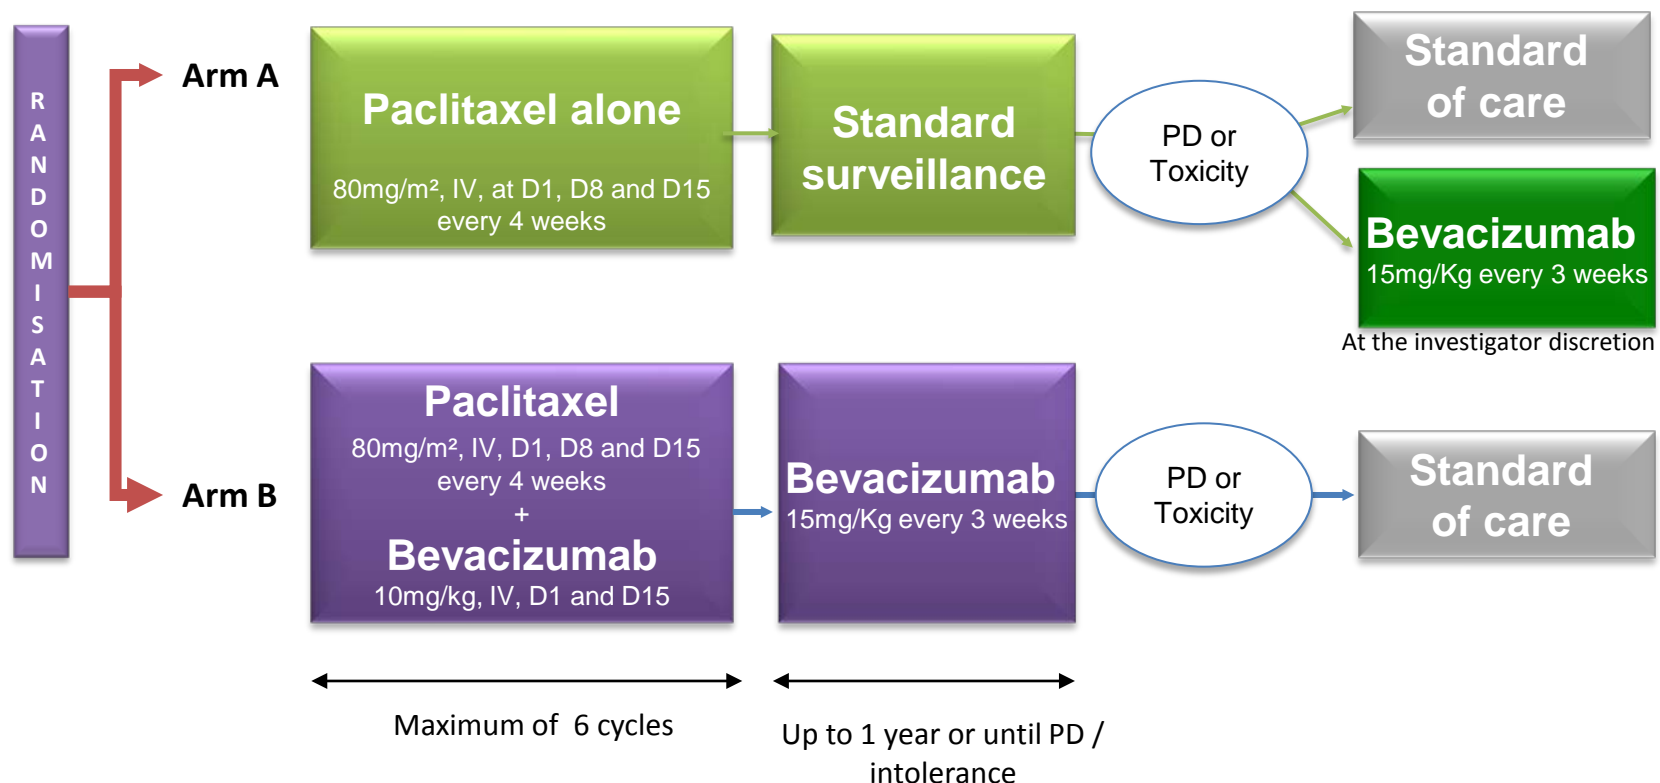 RANDOMISATION
Arm A
Paclitaxel alone
80mg/m², IV, at D1, D8 and D15
every 4 weeks
Standard
surveillance
PD or
Toxicity
Standard
of care
Bevacizumab
15mg/Kg every 3 weeks
At the investigator discretion
Arm B
Paclitaxel
80mg/m², IV, D1, D8 and D15
every 4 weeks
+
Bevacizumab
10mg/kg, IV, D1 and D15
Bevacizumab
15mg/Kg every 3 weeks
PD or
Toxicity
Standard
of care
Maximum of 6 cycles
Up to 1 year or until PD /
intolerance